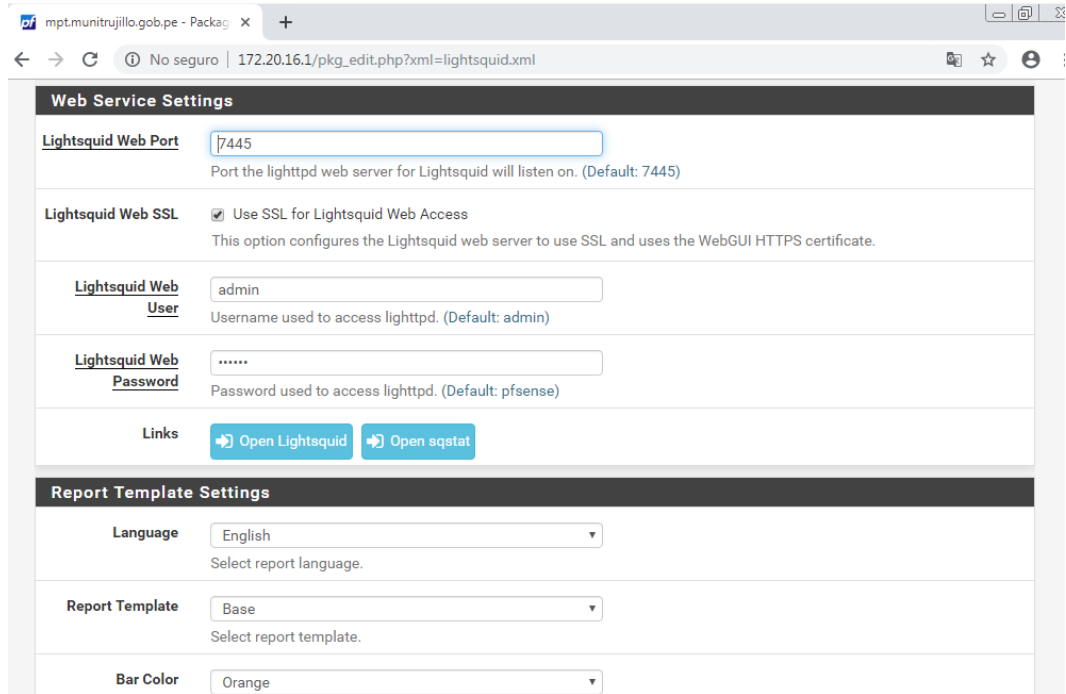 mpt.munitrujillo.gob.pe - Packag
No seguro | 172.20.16.1/pkg_edit.php?xml=lightsquid.xml
Web Service Settings
Lightsquid Web Port
7445
Port the lighttpd web server for Lightsquid will listen on. (Default: 7445)
Lightsquid Web SSL
Use SSL for Lightsquid Web Access
This option configures the Lightsquid web server to use SSL and uses the WebGUI HTTPS certificate.
Lightsquid Web
User
admin
Username used to access lighttpd. (Default: admin)
Lightsquid Web
Password
••••••
Password used to access lighttpd. (Default: pfsense)
Links
Open Lightsquid
Open sqstat
Report Template Settings
Language
English
Select report language.
Report Template
Base
Select report template.
Bar Color
Orange